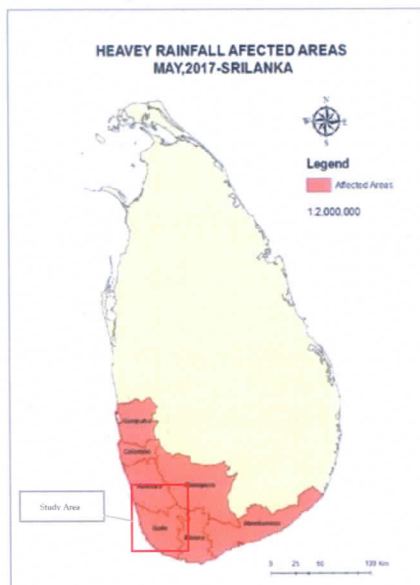 HEAVEY RAINFALL AFECTED AREAS
MAY,2017-SRILANKA
N
W
S
Legend
Affected Areas
1:2.000.000
Gampaha
Colombo
Kalutara
Ratnapura
Galle
Matara
Hambantota
Study Area
0 25 50 100 Km